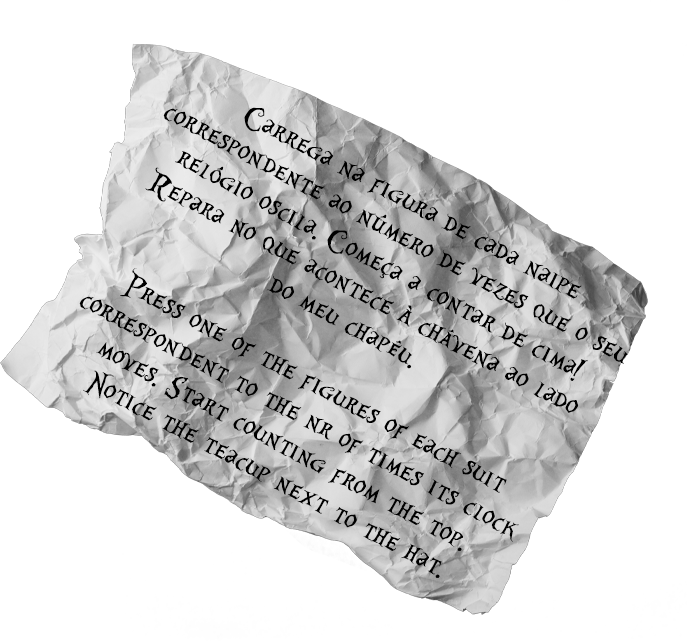 Carrega na figura de cada naipe,
correspondente ao número de vezes que o seu
relógio oscila. Começa a contar de cima!
Repara no que acontece à chávena ao lado
do meu chapéu.
Press one of the figures of each suit
correspondent to the nr of times its clock
moves. Start counting from the top.
Notice the teacup next to the hat.